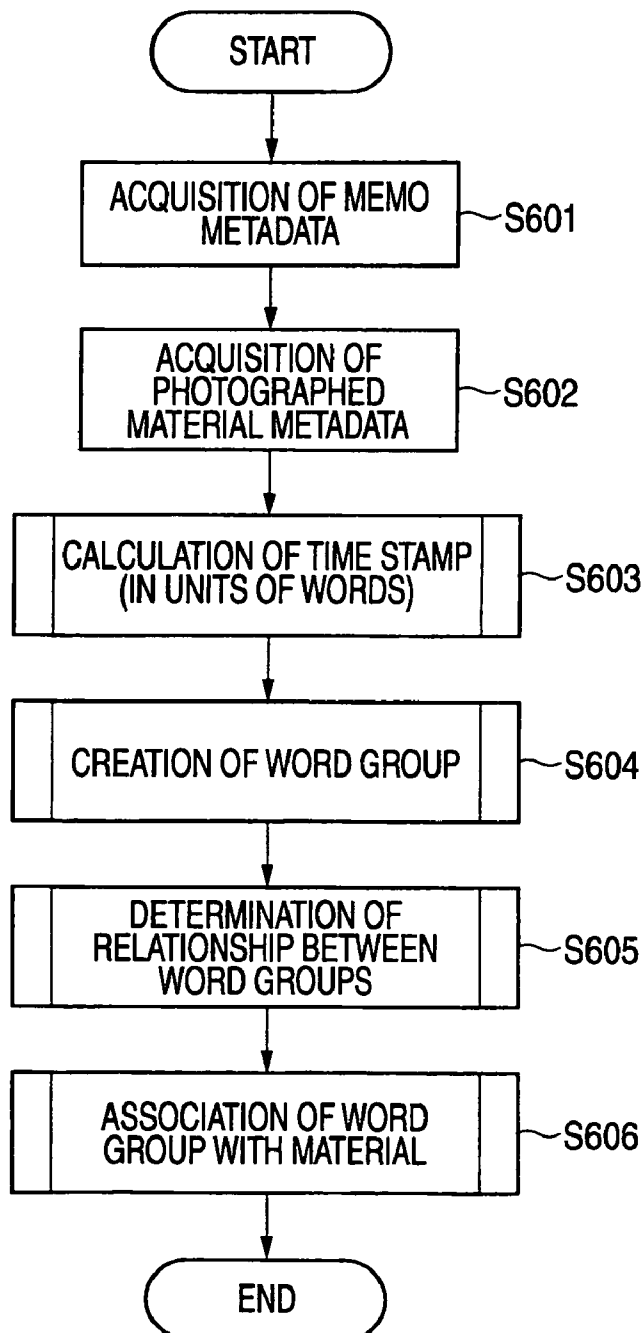 START
ACQUISITION OF MEMO
METADATA
S601
ACQUISITION OF
PHOTOGRAPHED
MATERIAL METADATA
S602
CALCULATION OF TIME STAMP
(IN UNITS OF WORDS)
S603
CREATION OF WORD GROUP
S604
DETERMINATION OF
RELATIONSHIP BETWEEN
WORD GROUPS
S605
ASSOCIATION OF WORD
GROUP WITH MATERIAL
S606
END